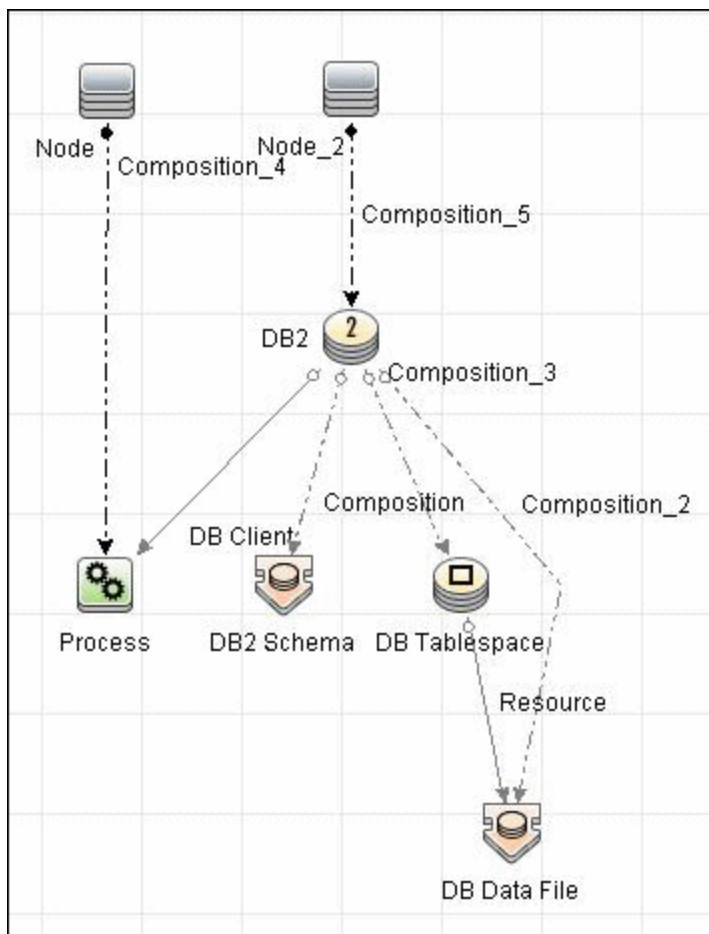 Node
Node_2
Composition_4
Composition_5
2
DB2
Composition_3
Composition
Composition_2
DB Client
Process
DB2 Schema
DB Tablespace
Resource
DB Data File